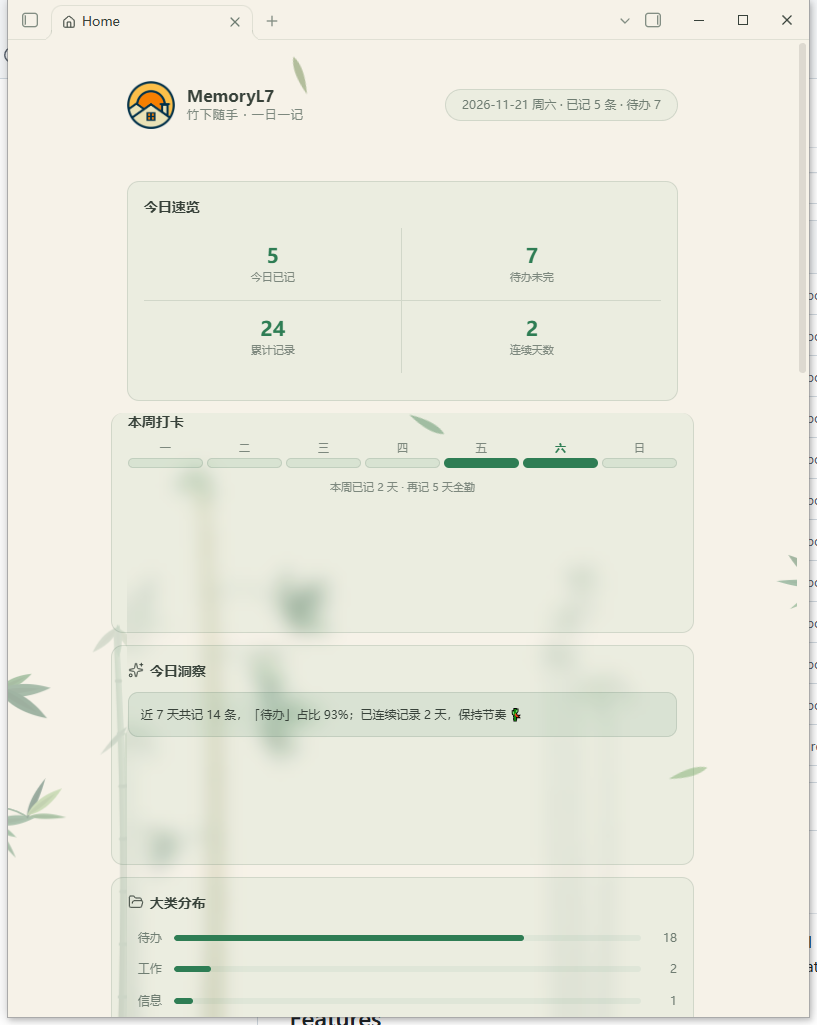 Home
MemoryL7
竹下随手 · 一日一记
2026-11-21 周六 · 已记 5 条 · 待办 7
今日速览
5
今日已记
7
待办未完
24
累计记录
2
连续天数
本周打卡
一 二 三 四 五 六 日
本周已记 2 天 · 再记 5 天全勤
今日洞察
近 7 天共记 14 条，「待办」占比 93%；已连续记录 2 天，保持节奏
大类分布
待办 18
工作 2
信息 1
Features